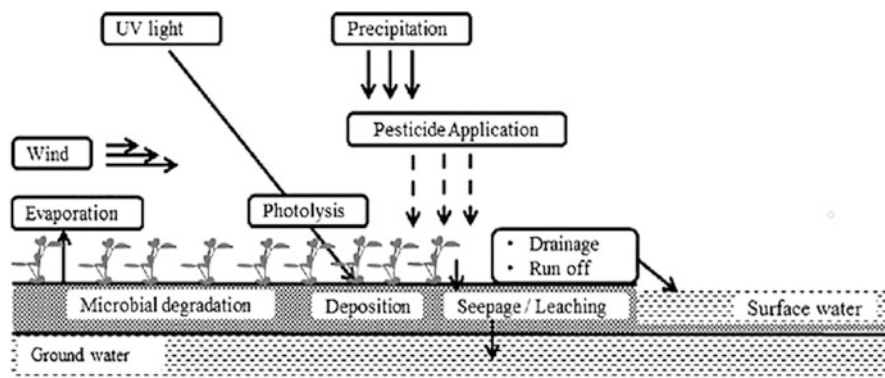 UV light
Precipitation
Pesticide Application
Wind
Evaporation
Photolysis
• Drainage
• Run off
Microbial degradation
Deposition
Seepage / Leaching
Surface water
Ground water